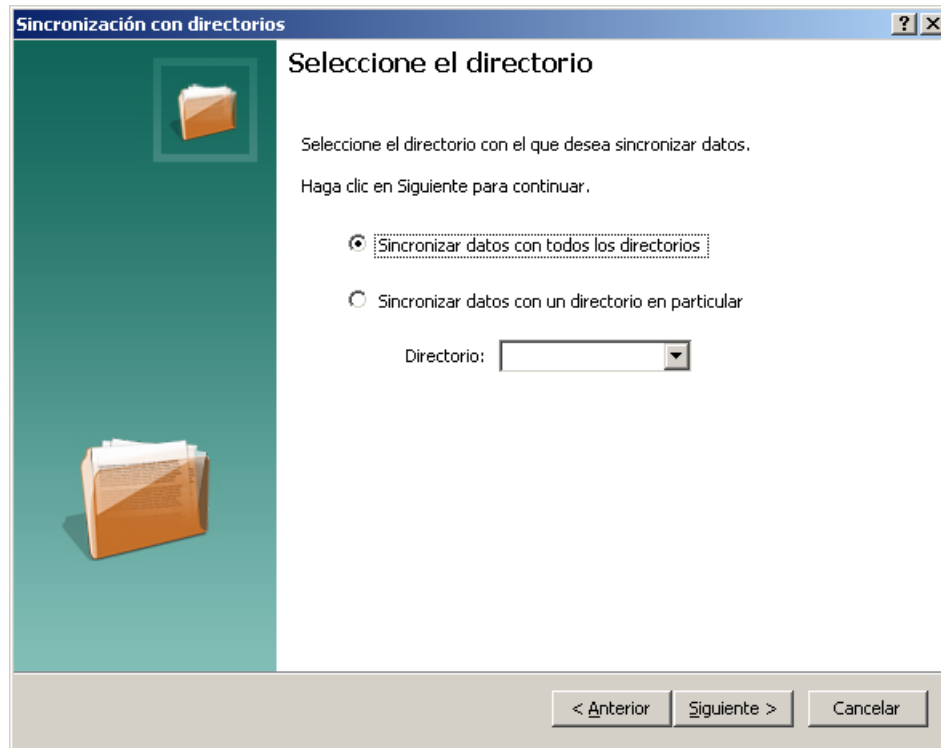 Sincronización con directorios
Seleccione el directorio
Seleccione el directorio con el que desea sincronizar datos.
Haga clic en Siguiente para continuar.
Sincronizar datos con todos los directorios
Sincronizar datos con un directorio en particular
Directorio:
< Anterior Siguiente > Cancelar